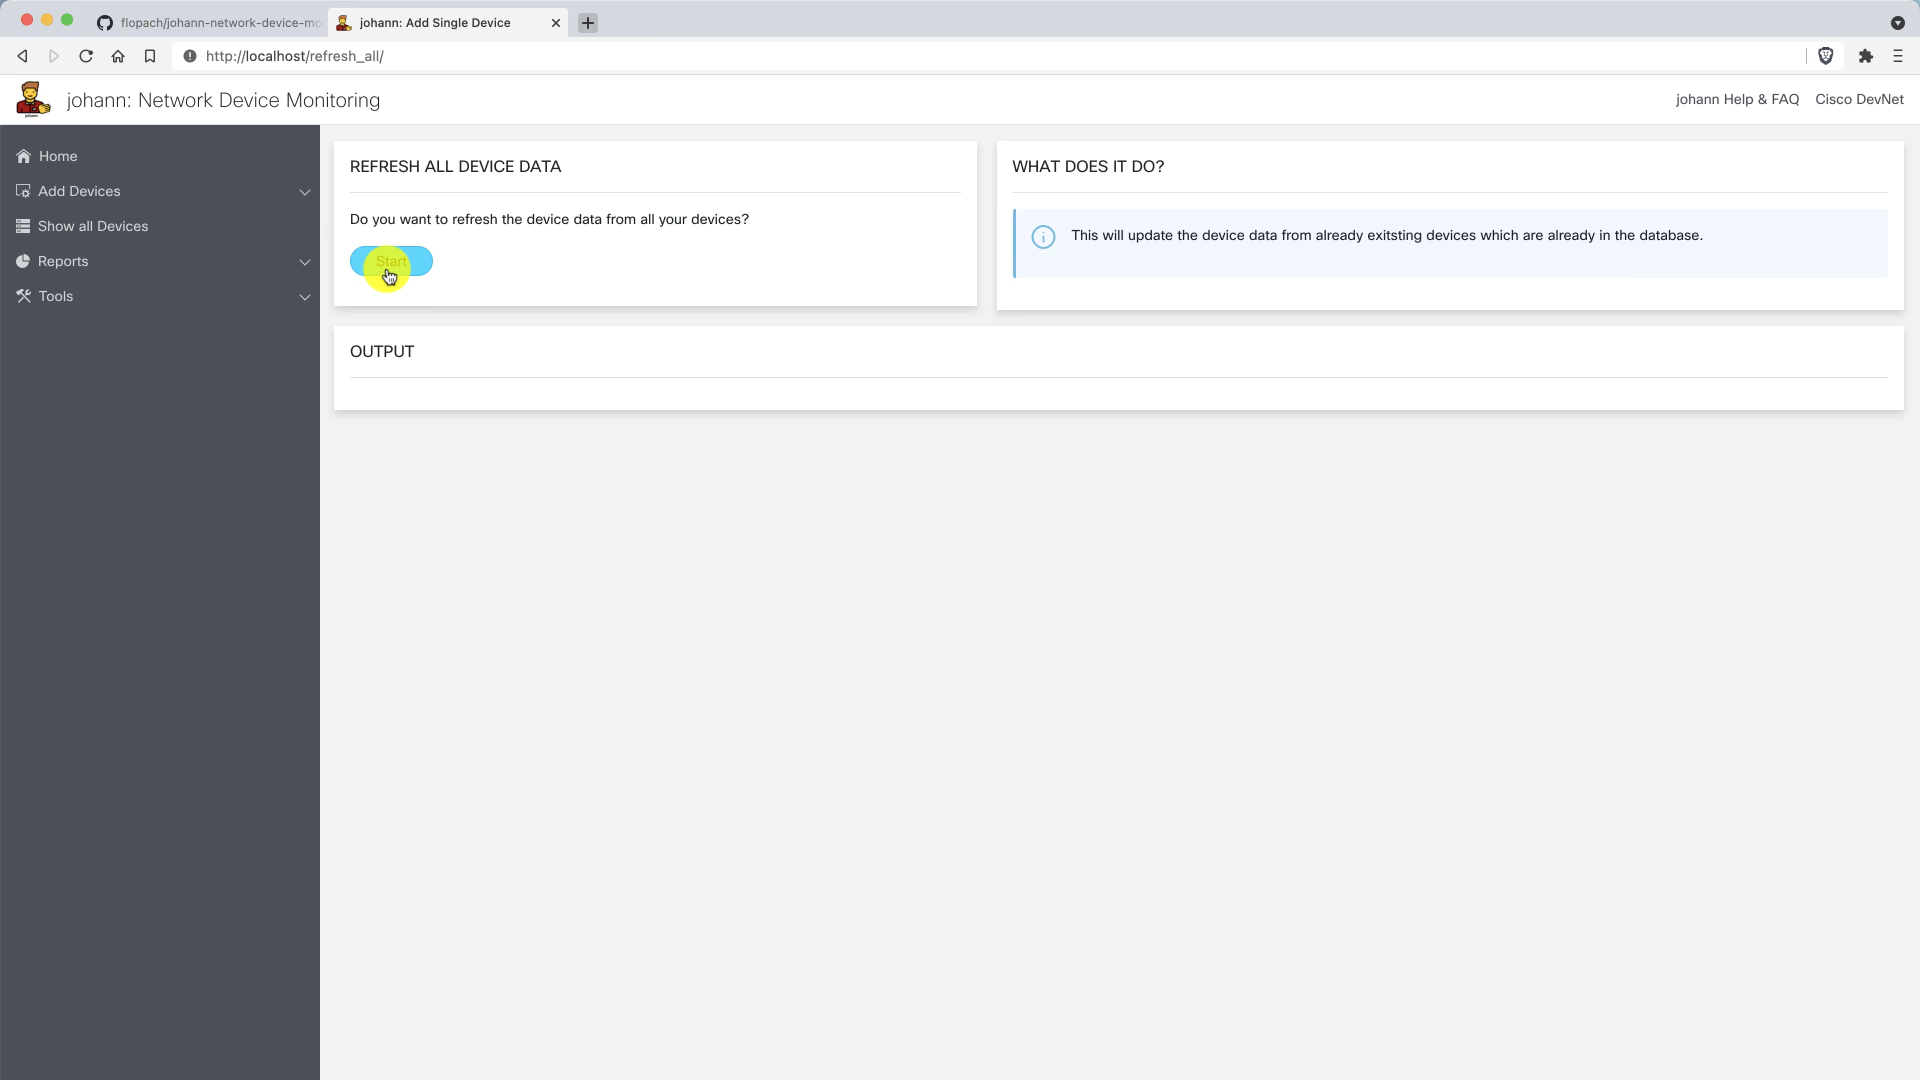 flopach/johann-network-device-mo
johann: Add Single Device
http://localhost/refresh_all/
johann
johann: Network Device Monitoring
johann Help & FAQ
Cisco DevNet
Home
Add Devices
Show all Devices
Reports
Tools
REFRESH ALL DEVICE DATA
Do you want to refresh the device data from all your devices?
Start
WHAT DOES IT DO?
This will update the device data from already exitsting devices which are already in the database.
OUTPUT